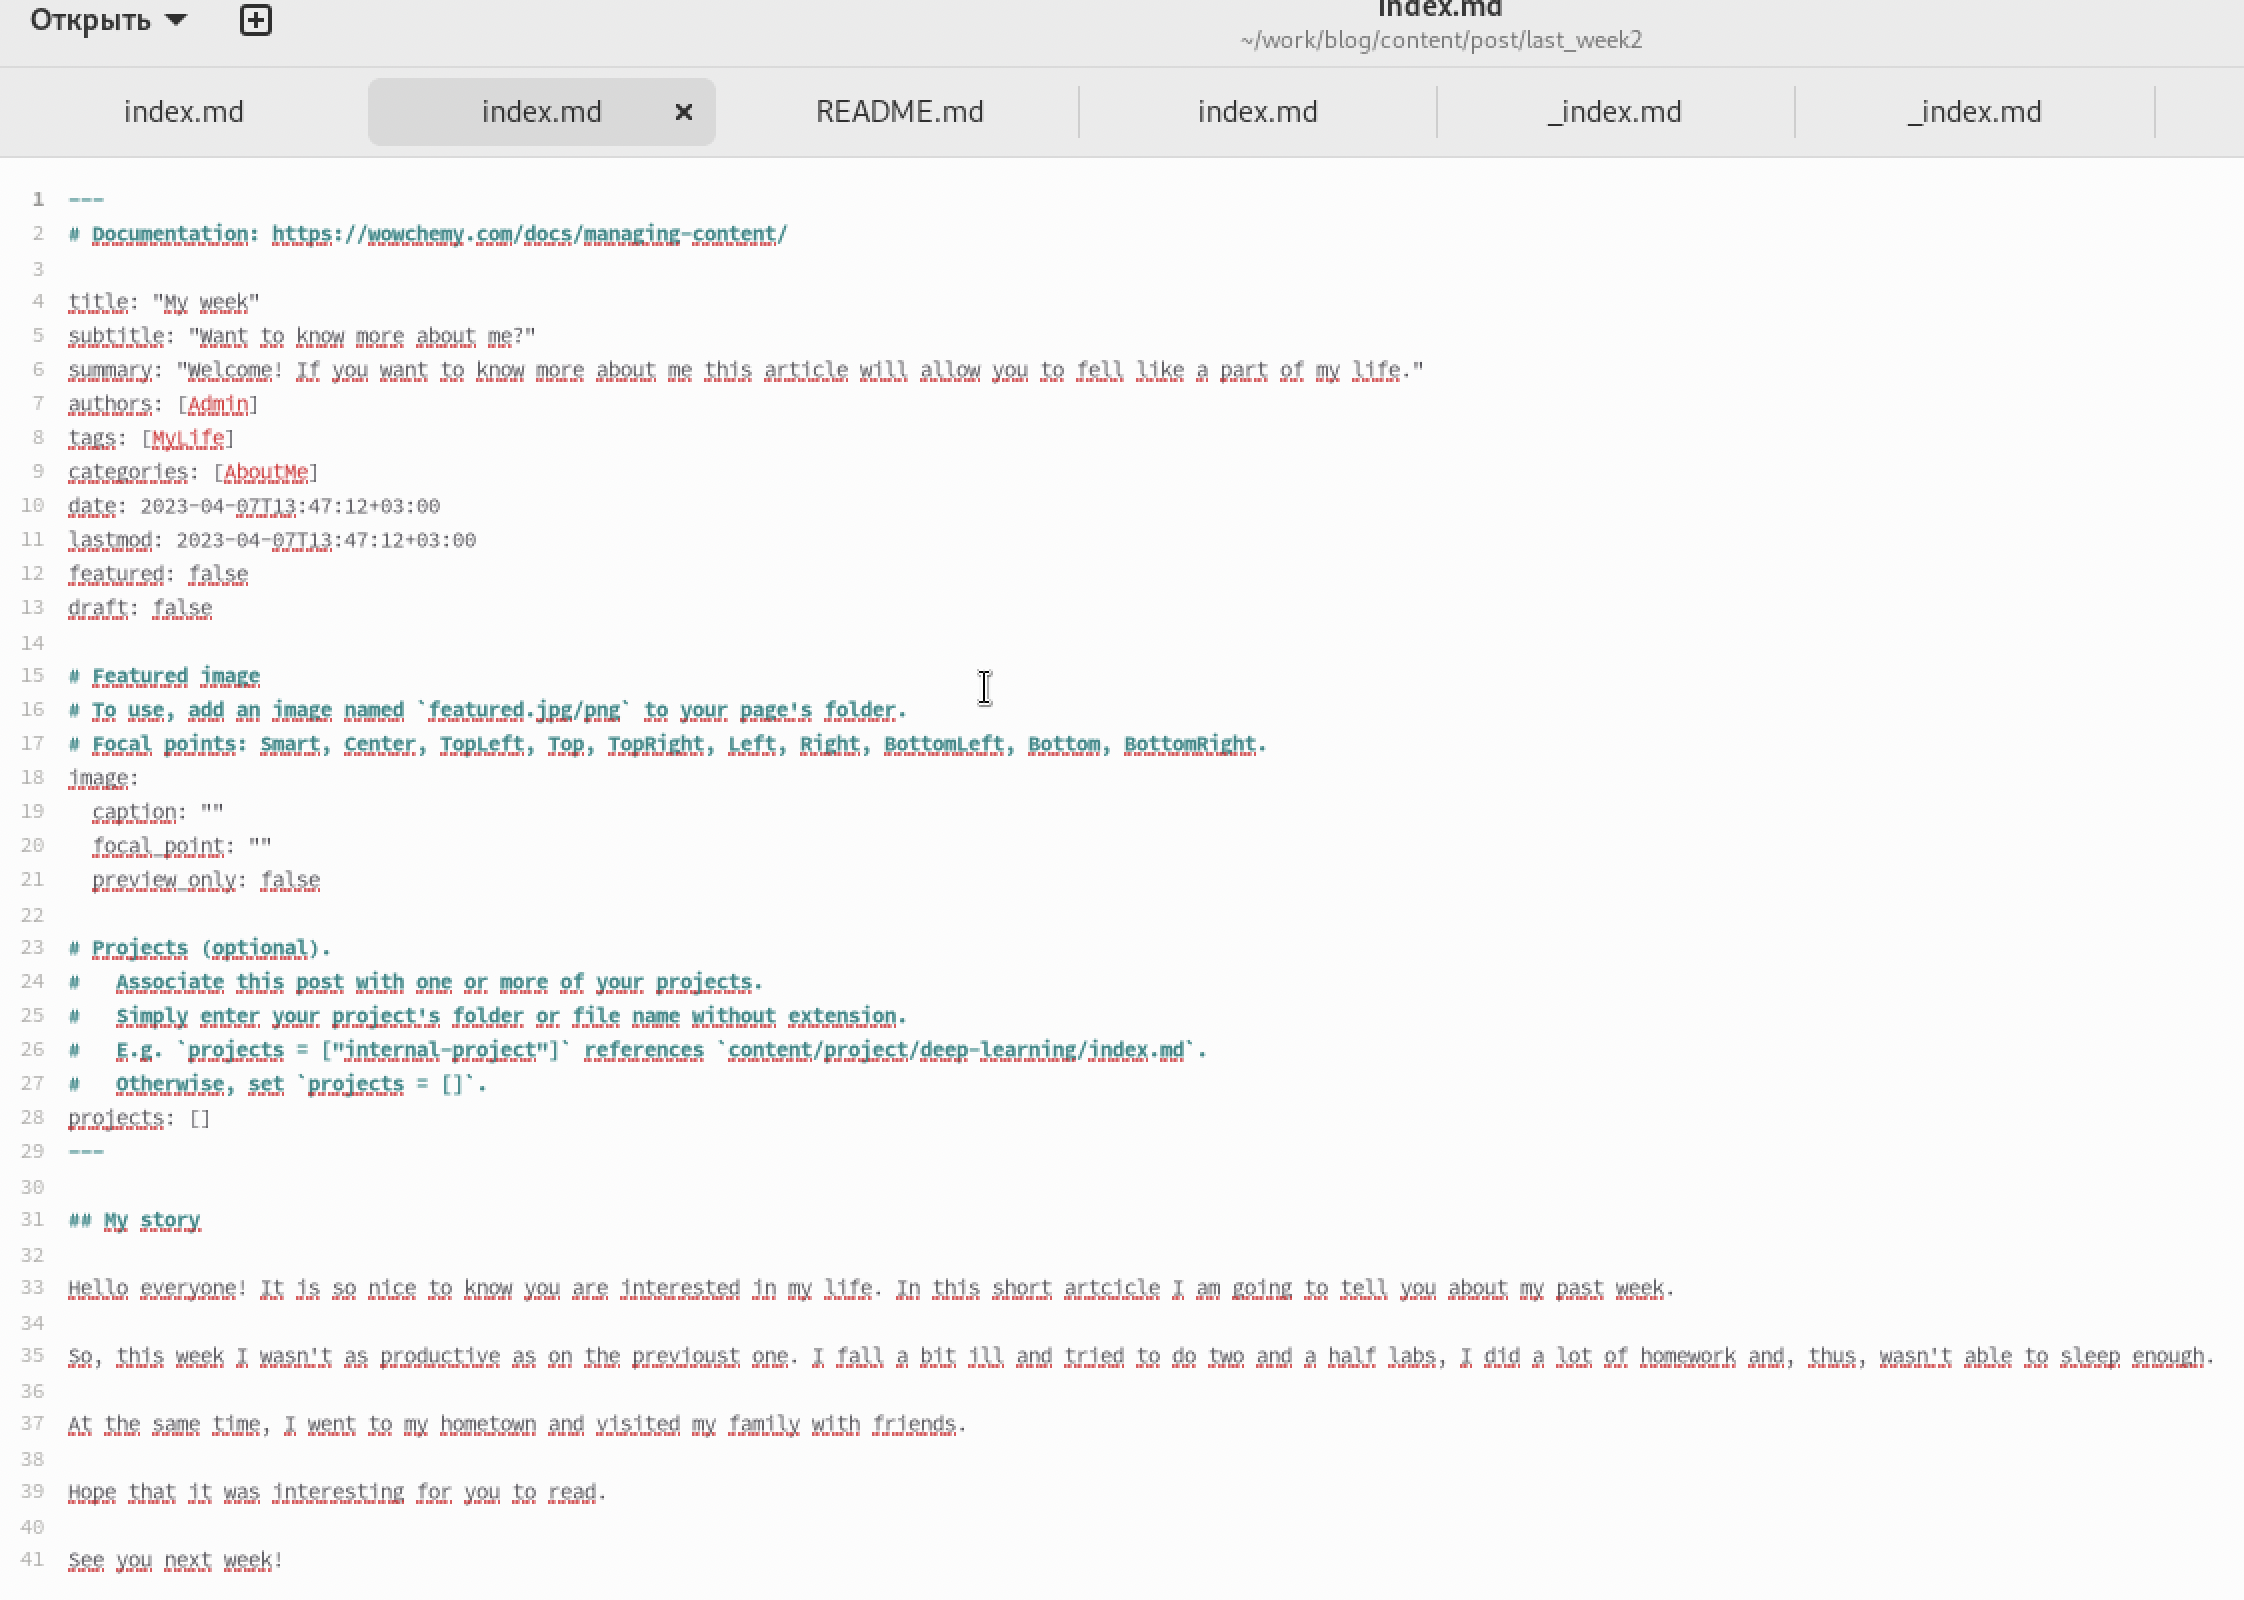 Открыть
index.md
~/work/blog/content/post/last_week2
index.md index.md README.md index.md _index.md _index.md
1 ---
2 # Documentation: https://wowchemy.com/docs/managing-content/
3
4 title: "My week"
5 subtitle: "Want to know more about me?"
6 summary: "Welcome! If you want to know more about me this article will allow you to fell like a part of my life."
7 authors: [Admin]
8 tags: [MyLife]
9 categories: [AboutMe]
10 date: 2023-04-07T13:47:12+03:00
11 lastmod: 2023-04-07T13:47:12+03:00
12 featured: false
13 draft: false
14
15 # Featured image
16 # To use, add an image named `featured.jpg/png` to your page's folder.
17 # Focal points: Smart, Center, TopLeft, Top, TopRight, Left, Right, BottomLeft, Bottom, BottomRight.
18 image:
19   caption: ""
20   focal_point: ""
21   preview_only: false
22
23 # Projects (optional).
24 #   Associate this post with one or more of your projects.
25 #   Simply enter your project's folder or file name without extension.
26 #   E.g. `projects = ["internal-project"]` references `content/project/deep-learning/index.md`.
27 #   Otherwise, set `projects = []`.
28 projects: []
29 ---
30
31 ## My story
32
33 Hello everyone! It is so nice to know you are interested in my life. In this short artcicle I am going to tell you about my past week.
34
35 So, this week I wasn't as productive as on the previoust one. I fall a bit ill and tried to do two and a half labs, I did a lot of homework and, thus, wasn't able to sleep enough.
36
37 At the same time, I went to my hometown and visited my family with friends.
38
39 Hope that it was interesting for you to read.
40
41 See you next week!